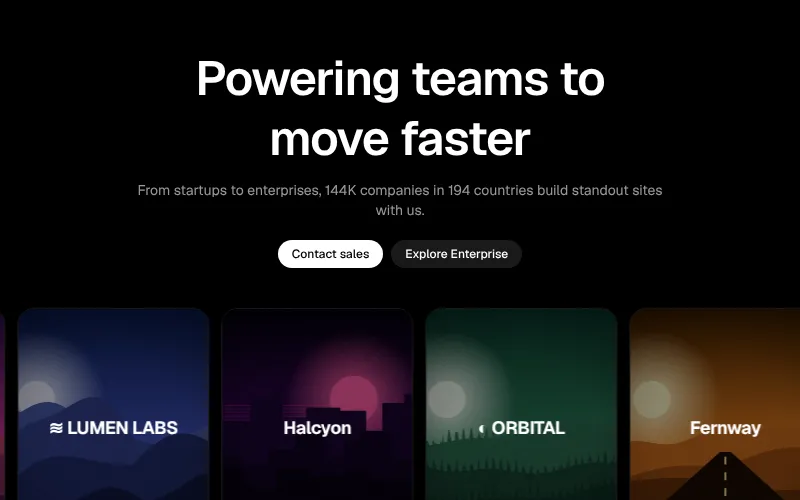 Powering teams to
move faster
From startups to enterprises, 144K companies in 194 countries build standout sites
with us.
Contact sales
Explore Enterprise
LUMEN LABS
Halcyon
ORBITAL
Fernway